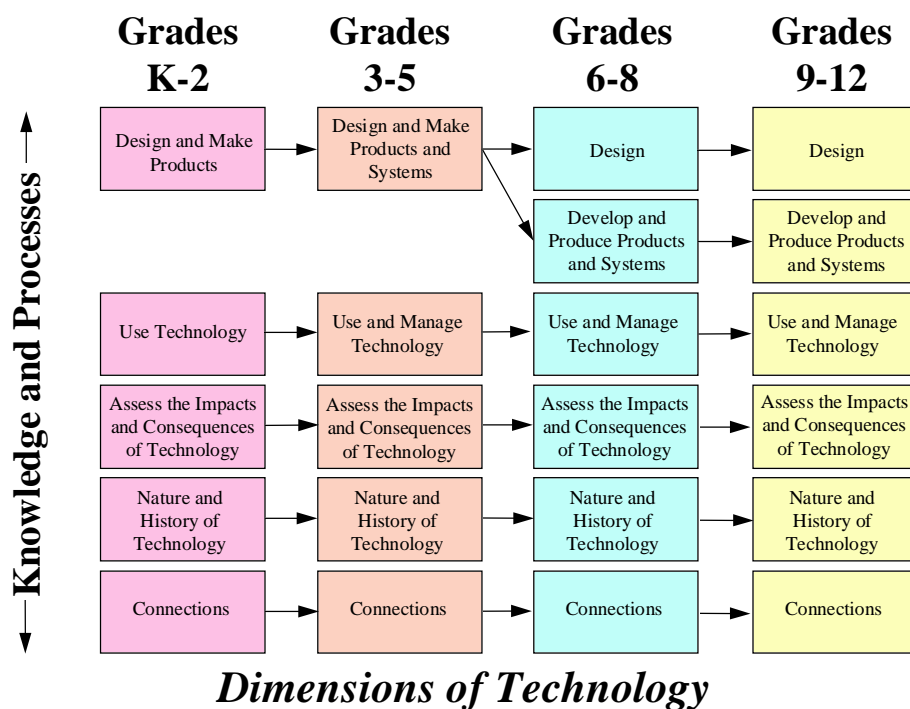 Grades
K-2
Grades
3-5
Grades
6-8
Grades
9-12
Knowledge and Processes
Design and Make
Products
Design and Make
Products and
Systems
Design
Design
Develop and
Produce Products
and Systems
Develop and
Produce Products
and Systems
Use Technology
Use and Manage
Technology
Use and Manage
Technology
Use and Manage
Technology
Assess the Impacts
and Consequences
of Technology
Assess the Impacts
and Consequences
of Technology
Assess the Impacts
and Consequences
of Technology
Assess the Impacts
and Consequences
of Technology
Nature and
History of
Technology
Nature and
History of
Technology
Nature and
History of
Technology
Nature and
History of
Technology
Connections
Connections
Connections
Connections
Dimensions of Technology